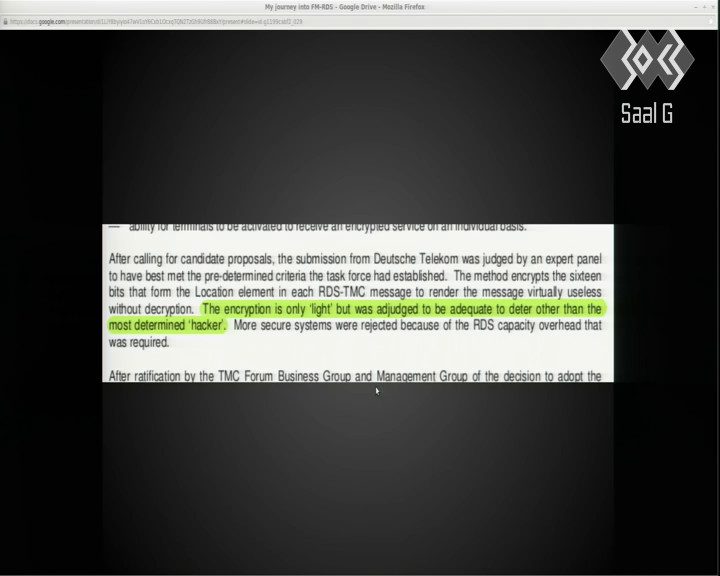 My journey into FM-RDS - Google Drive - Mozilla Firefox
Saal G
— ability for terminals to be activated to receive an encrypted service on an individual basis.
After calling for candidate proposals, the submission from Deutsche Telekom was judged by an expert panel
to have best met the pre-determined criteria the task force had established. The method encrypts the sixteen
bits that form the Location element in each RDS-TMC message to render the message virtually useless
without decryption. The encryption is only 'light' but was adjudged to be adequate to deter other than the
most determined 'hacker'. More secure systems were rejected because of the RDS capacity overhead that
was required.
After ratification by the TMC Forum Business Group and Management Group of the decision to adopt the